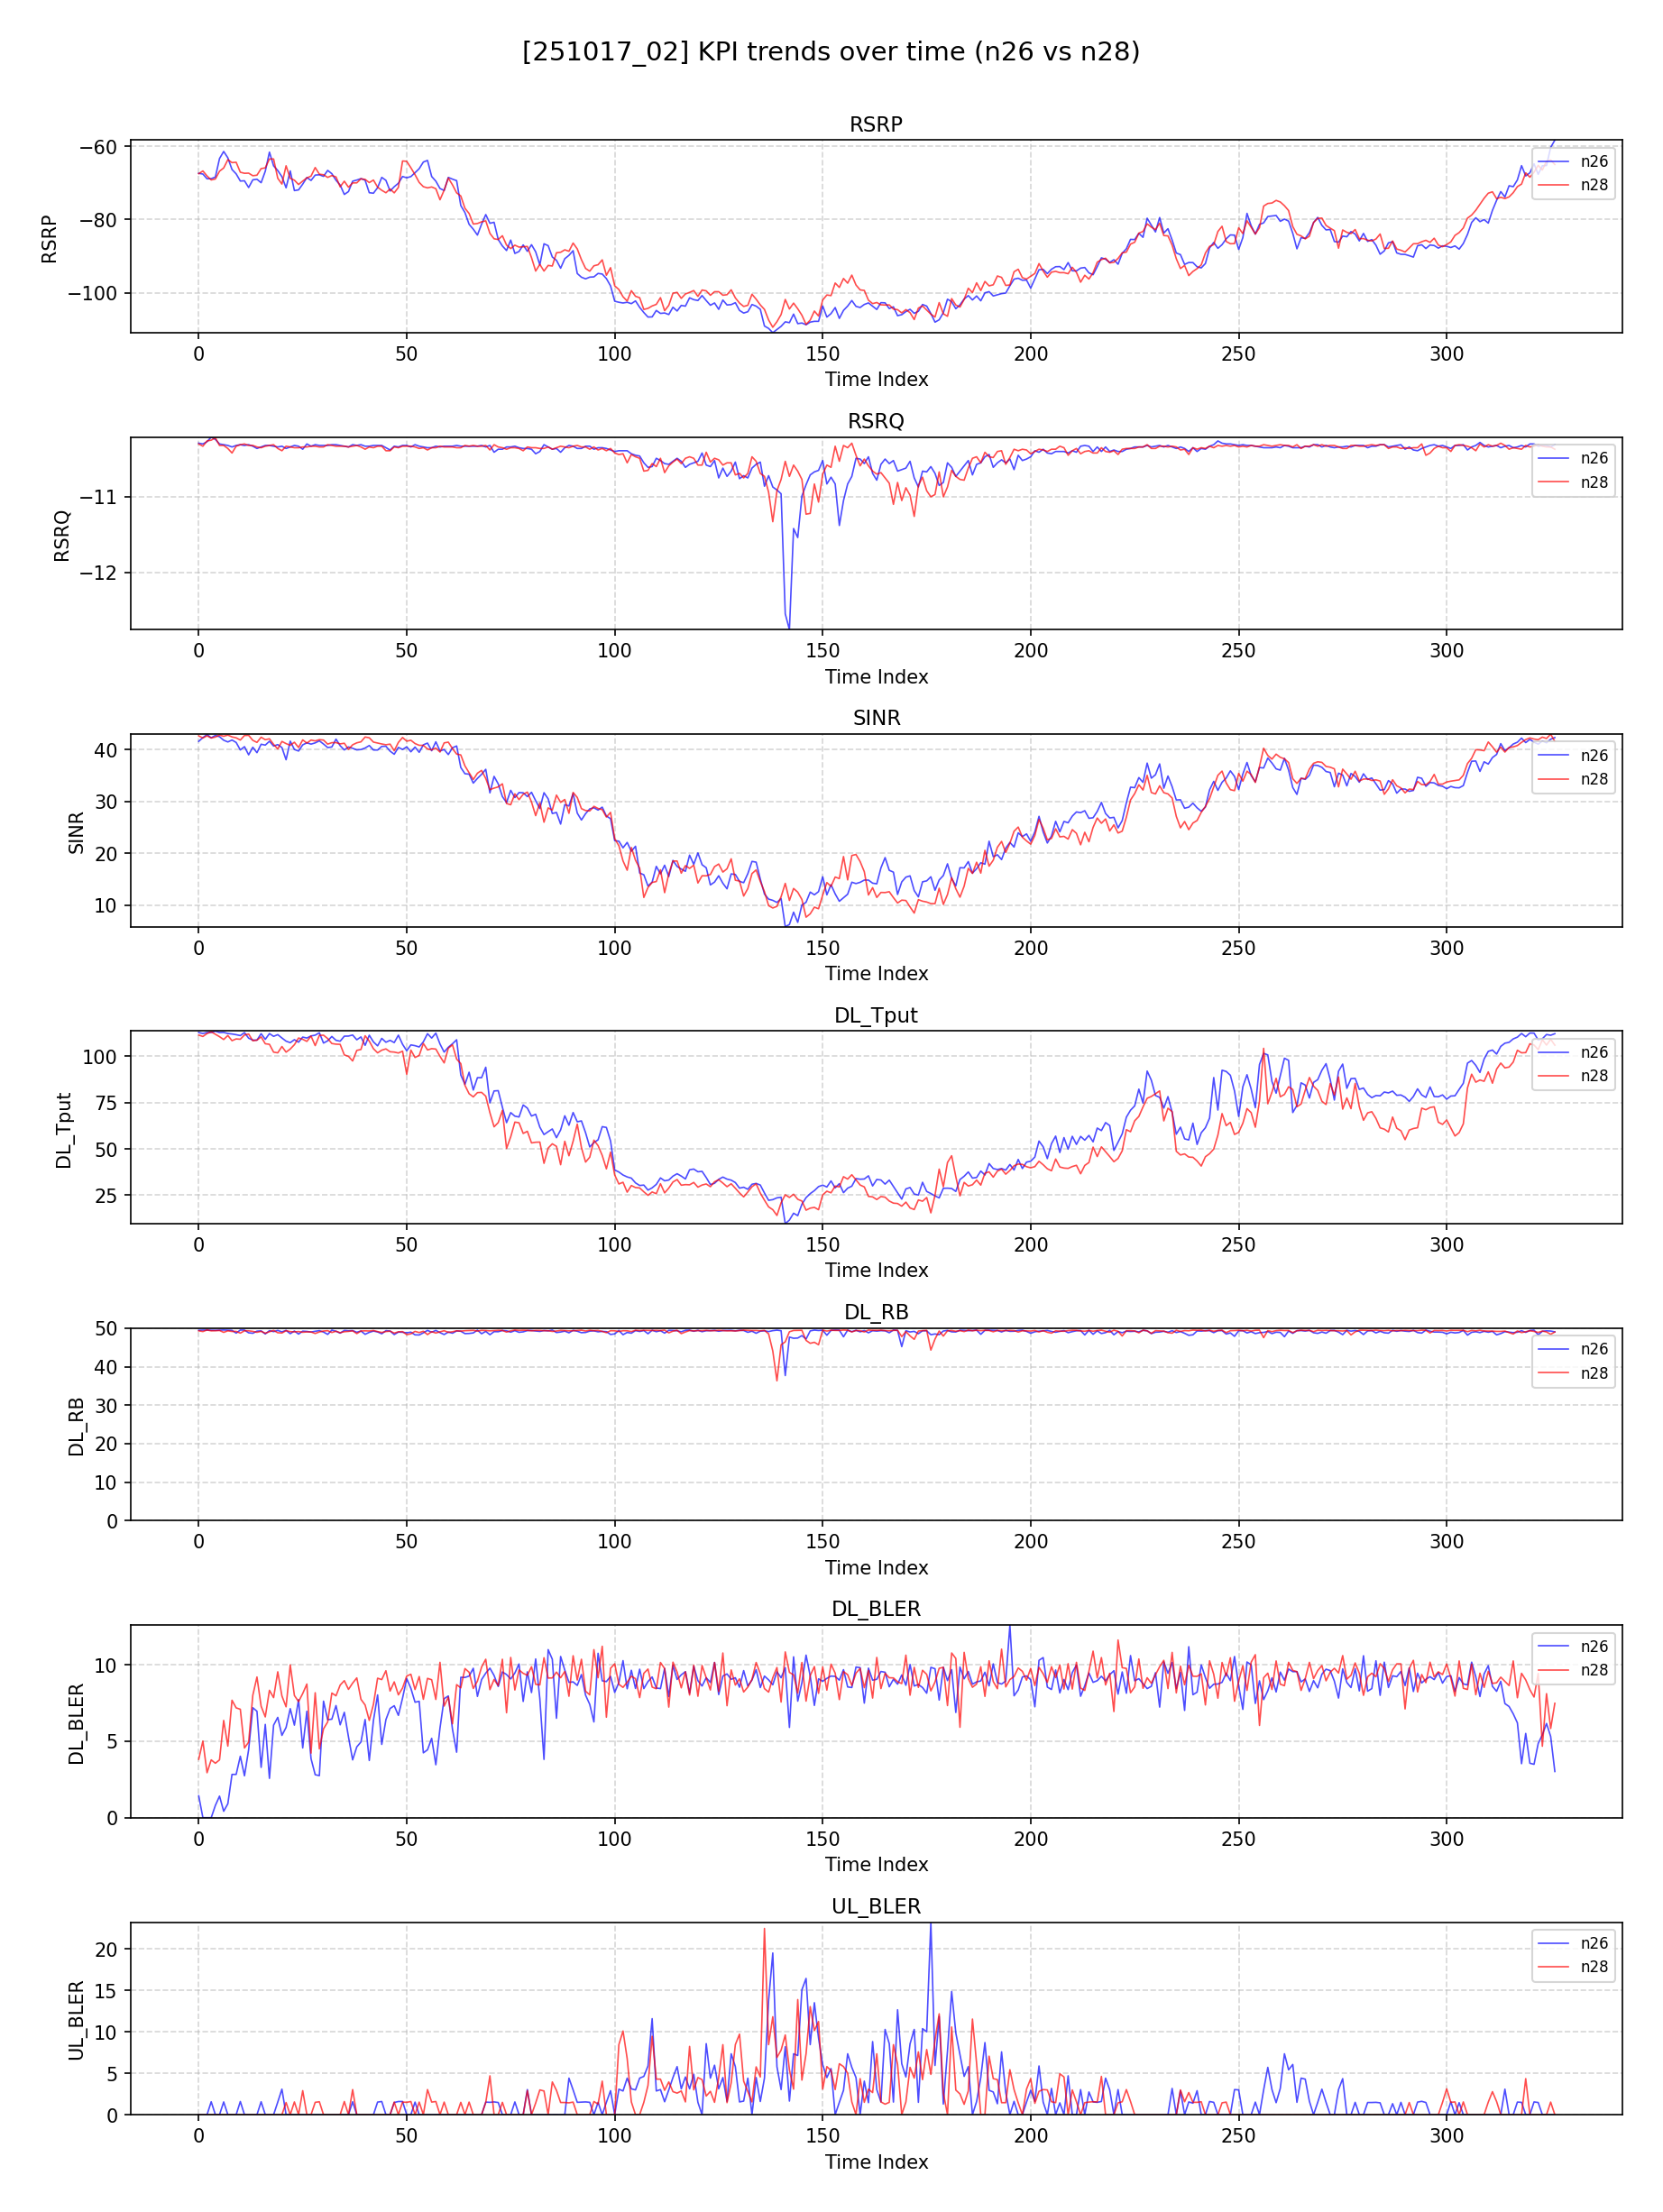 [251017_02] KPI trends over time (n26 vs n28)
RSRP
−60
−80
−100
RSRP
n26
n28
0 50 100 150 200 250 300
Time Index
RSRQ
−11
−12
RSRQ
n26
n28
0 50 100 150 200 250 300
Time Index
SINR
40
30
20
10
SINR
n26
n28
0 50 100 150 200 250 300
Time Index
DL_Tput
100
75
50
25
DL_Tput
n26
n28
0 50 100 150 200 250 300
Time Index
DL_RB
50
40
30
20
10
0
DL_RB
n26
n28
0 50 100 150 200 250 300
Time Index
DL_BLER
10
5
0
DL_BLER
n26
n28
0 50 100 150 200 250 300
Time Index
UL_BLER
20
15
10
5
0
UL_BLER
n26
n28
0 50 100 150 200 250 300
Time Index